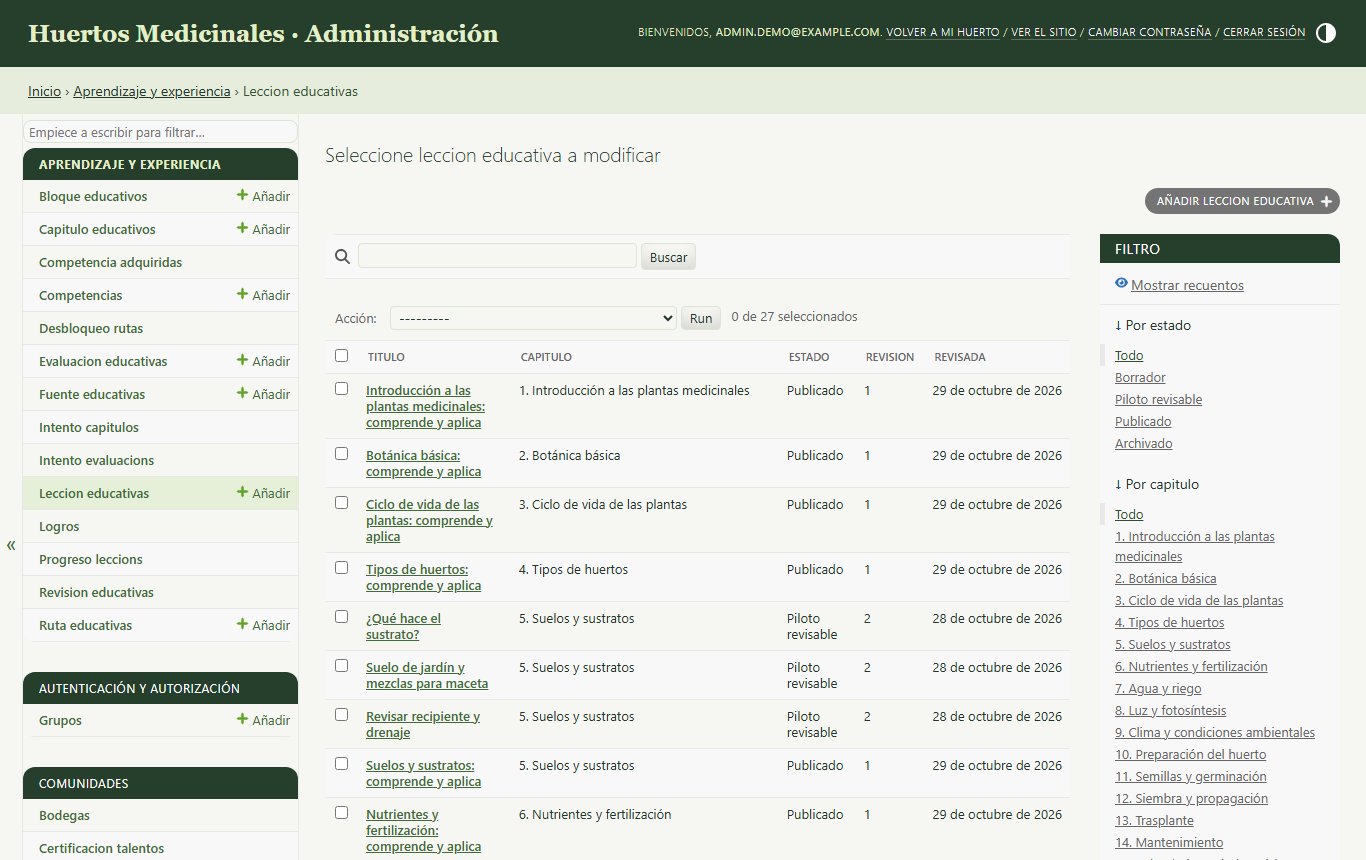 Huertos Medicinales · Administración
BIENVENIDOS, ADMIN.DEMO@EXAMPLE.COM. VOLVER A MI HUERTO / VER EL SITIO / CAMBIAR CONTRASEÑA / CERRAR SESIÓN
Inicio › Aprendizaje y experiencia › Leccion educativas
Empiece a escribir para filtrar...
APRENDIZAJE Y EXPERIENCIA
Bloque educativos + Añadir
Capitulo educativos + Añadir
Competencia adquiridas
Competencias + Añadir
Desbloqueo rutas
Evaluacion educativas + Añadir
Fuente educativas + Añadir
Intento capitulos
Intento evaluacions
Leccion educativas + Añadir
Logros
Progreso leccions
Revision educativas
Ruta educativas + Añadir
AUTENTICACIÓN Y AUTORIZACIÓN
Grupos + Añadir
COMUNIDADES
Bodegas
Certificacion talentos
«
Seleccione leccion educativa a modificar
AÑADIR LECCION EDUCATIVA +
Buscar
Acción: --------- Run 0 de 27 seleccionados
TITULO CAPITULO ESTADO REVISION REVISADA
Introducción a las 1. Introducción a las plantas medicinales Publicado 1 29 de octubre de 2026
plantas medicinales:
comprende y aplica
Botánica básica: 2. Botánica básica Publicado 1 29 de octubre de 2026
comprende y aplica
Ciclo de vida de las 3. Ciclo de vida de las plantas Publicado 1 29 de octubre de 2026
plantas: comprende y
aplica
Tipos de huertos: 4. Tipos de huertos Publicado 1 29 de octubre de 2026
comprende y aplica
¿Qué hace el 5. Suelos y sustratos Piloto 2 28 de octubre de 2026
sustrato? revisable
Suelo de jardín y 5. Suelos y sustratos Piloto 2 28 de octubre de 2026
mezclas para maceta revisable
Revisar recipiente y 5. Suelos y sustratos Piloto 2 28 de octubre de 2026
drenaje revisable
Suelos y sustratos: 5. Suelos y sustratos Publicado 1 29 de octubre de 2026
comprende y aplica
Nutrientes y 6. Nutrientes y fertilización Publicado 1 29 de octubre de 2026
fertilización:
comprende y aplica
FILTRO
Mostrar recuentos
↓ Por estado
Todo
Borrador
Piloto revisable
Publicado
Archivado
↓ Por capitulo
Todo
1. Introducción a las plantas
medicinales
2. Botánica básica
3. Ciclo de vida de las plantas
4. Tipos de huertos
5. Suelos y sustratos
6. Nutrientes y fertilización
7. Agua y riego
8. Luz y fotosíntesis
9. Clima y condiciones ambientales
10. Preparación del huerto
11. Semillas y germinación
12. Siembra y propagación
13. Trasplante
14. Mantenimiento